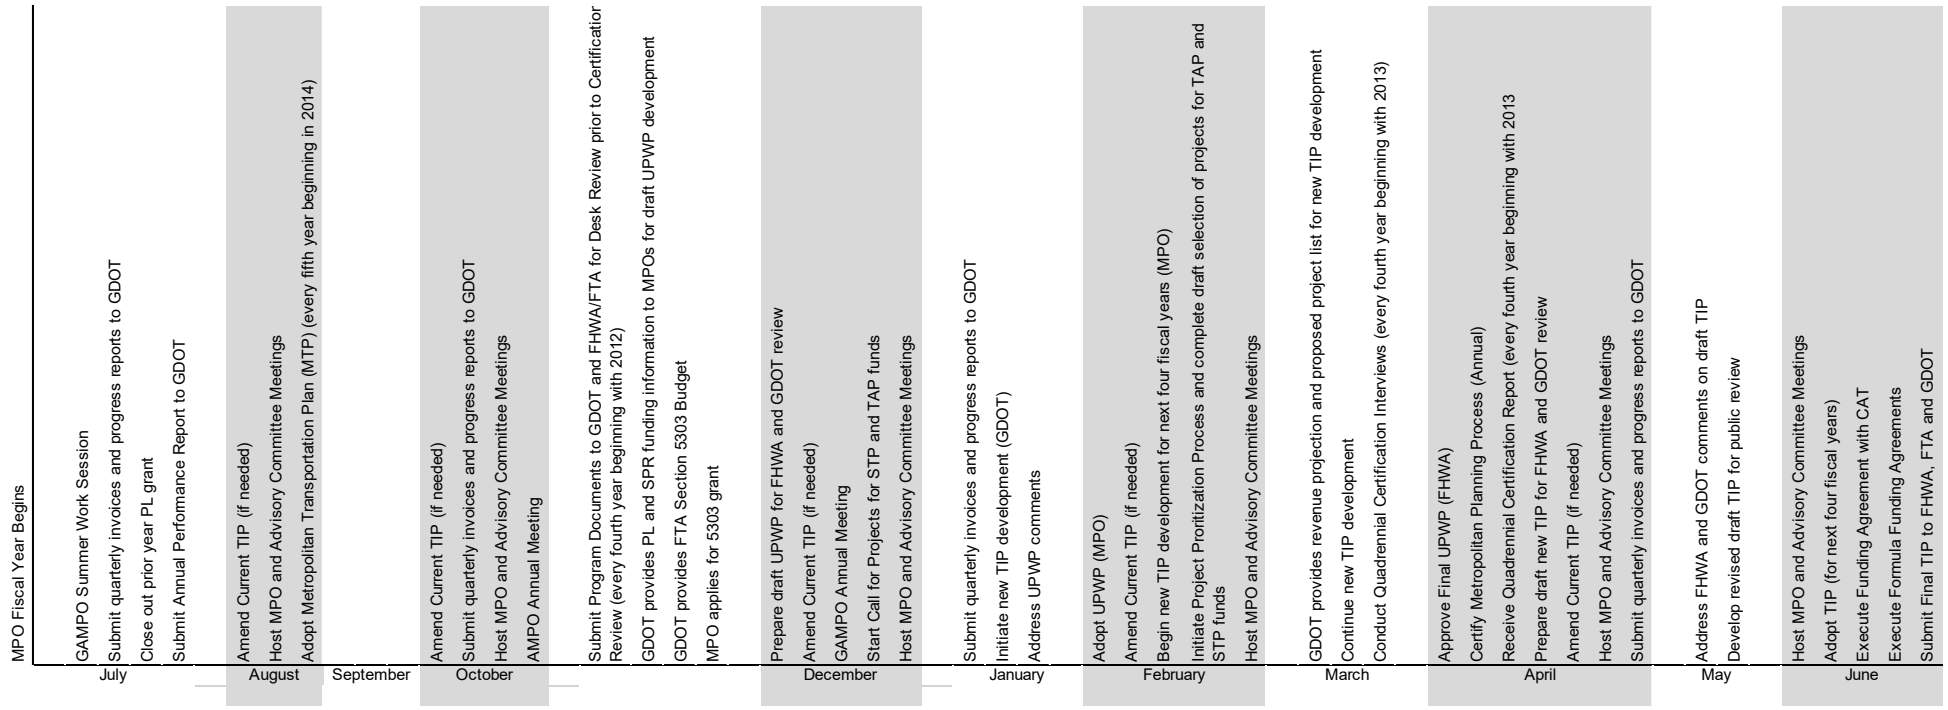 MPO Fiscal Year Begins
GAMPO Summer Work Session
Submit quarterly invoices and progress reports to GDOT
Close out prior year PL grant
Submit Annual Performance Report to GDOT
July
Amend Current TIP (if needed)
Host MPO and Advisory Committee Meetings
Adopt Metropolitan Transportation Plan (MTP) (every fifth year beginning in 2014)
August
September
Amend Current TIP (if needed)
Submit quarterly invoices and progress reports to GDOT
Host MPO and Advisory Committee Meetings
AMPO Annual Meeting
October
Submit Program Documents to GDOT and FHWA/FTA for Desk Review prior to Certification
Review (every fourth year beginning with 2012)
GDOT provides PL and SPR funding information to MPOs for draft UPWP development
GDOT provides FTA Section 5303 Budget
MPO applies for 5303 grant
Prepare draft UPWP for FHWA and GDOT review
Amend Current TIP (if needed)
GAMPO Annual Meeting
Start Call for Projects for STP and TAP funds
Host MPO and Advisory Committee Meetings
December
Submit quarterly invoices and progress reports to GDOT
Initiate new TIP development (GDOT)
Address UPWP comments
January
Adopt UPWP (MPO)
Amend Current TIP (if needed)
Begin new TIP development for next four fiscal years (MPO)
Initiate Project Proritization Process and complete draft selection of projects for TAP and
STP funds
Host MPO and Advisory Committee Meetings
February
GDOT provides revenue projection and proposed project list for new TIP development
Continue new TIP development
Conduct Quadrennial Certification Interviews (every fourth year beginning with 2013)
March
Approve Final UPWP (FHWA)
Certify Metropolitan Planning Process (Annual)
Receive Quadrennial Certification Report (every fourth year beginning with 2013
Prepare draft new TIP for FHWA and GDOT review
Amend Current TIP (if needed)
Host MPO and Advisory Committee Meetings
Submit quarterly invoices and progress reports to GDOT
April
Address FHWA and GDOT comments on draft TIP
Develop revised draft TIP for public review
May
Host MPO and Advisory Committee Meetings
Adopt TIP (for next four fiscal years)
Execute Funding Agreement with CAT
Execute Formula Funding Agreements
Submit Final TIP to FHWA, FTA and GDOT
June